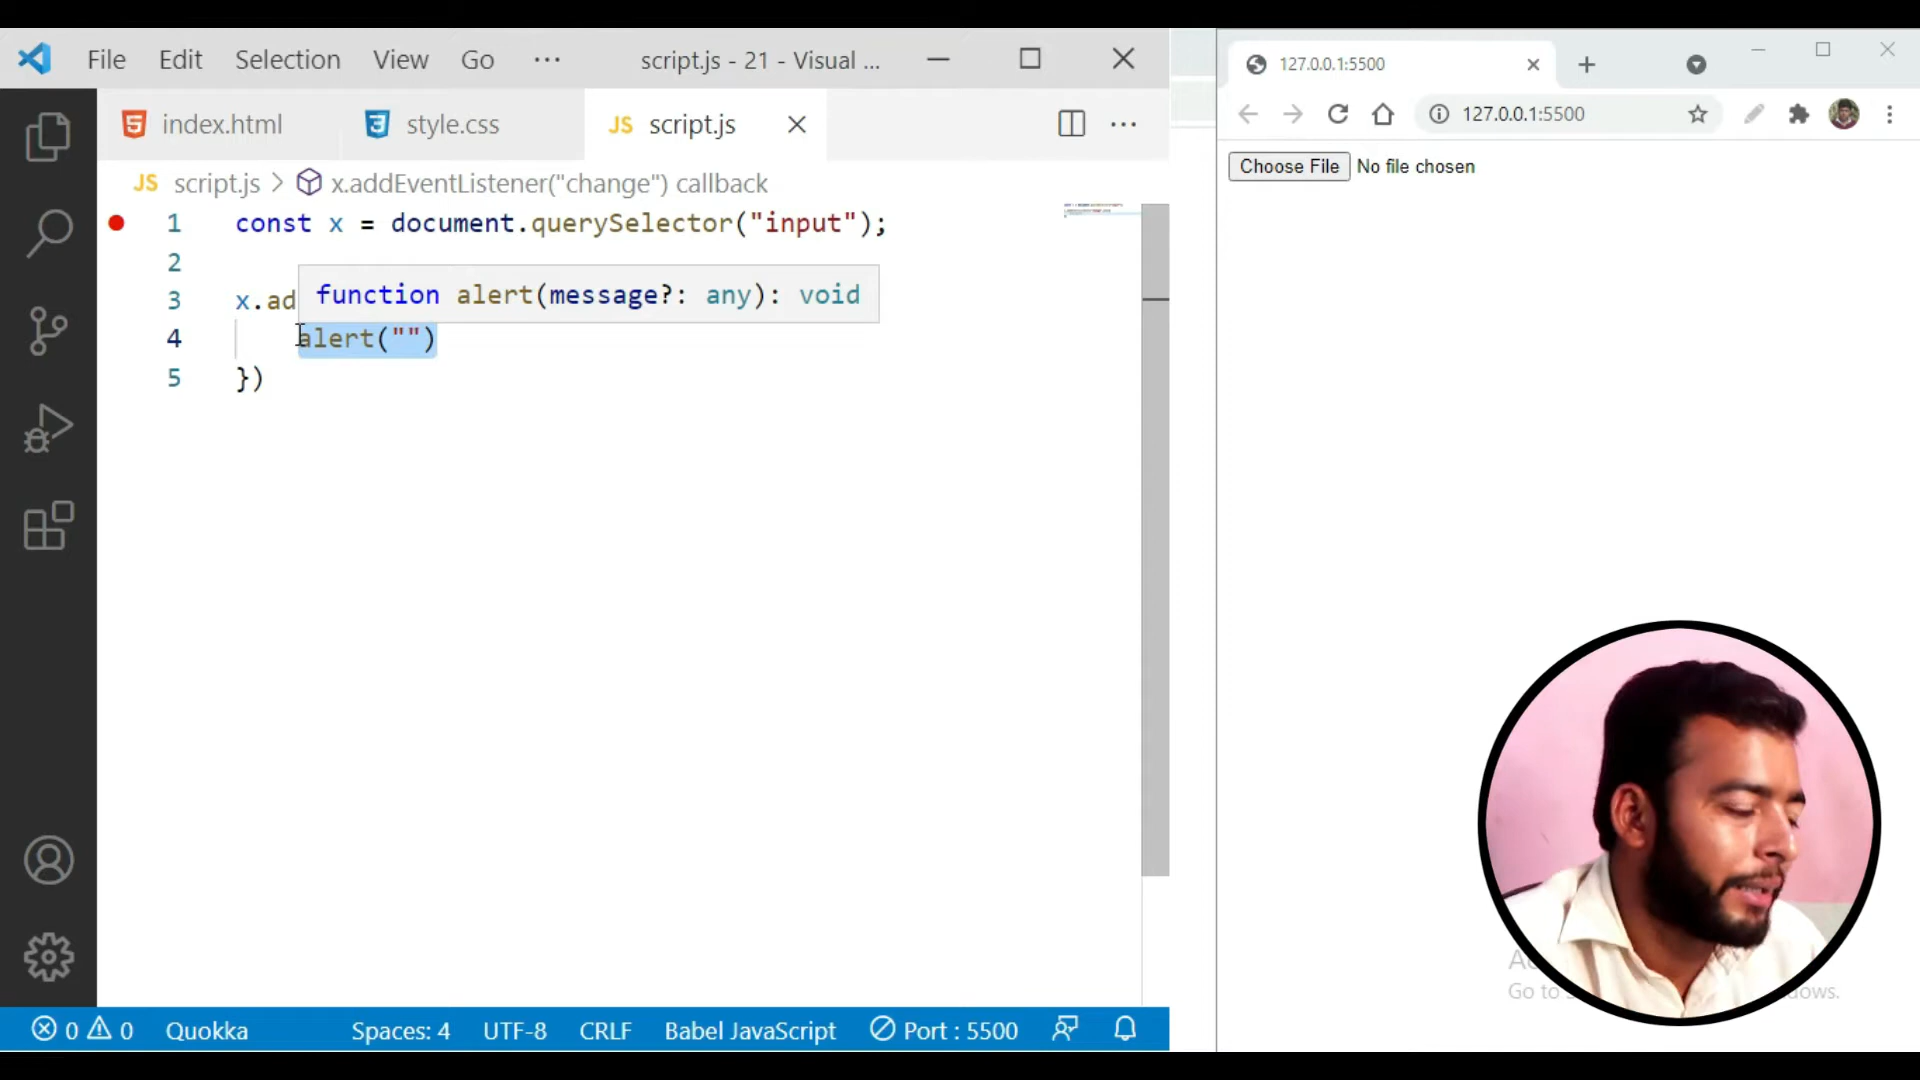 File Edit Selection View Go ··· script.js - 21 - Visual ...
index.html style.css JS script.js
JS script.js > x.addEventListener("change") callback
1 const x = document.querySelector("input");
2
function alert(message?: any): void
3 x.ad
4 alert("")
5 })
0 0 Quokka Spaces: 4 UTF-8 CRLF Babel JavaScript Port : 5500
127.0.0.1:5500
127.0.0.1:5500
Choose File No file chosen
Go to